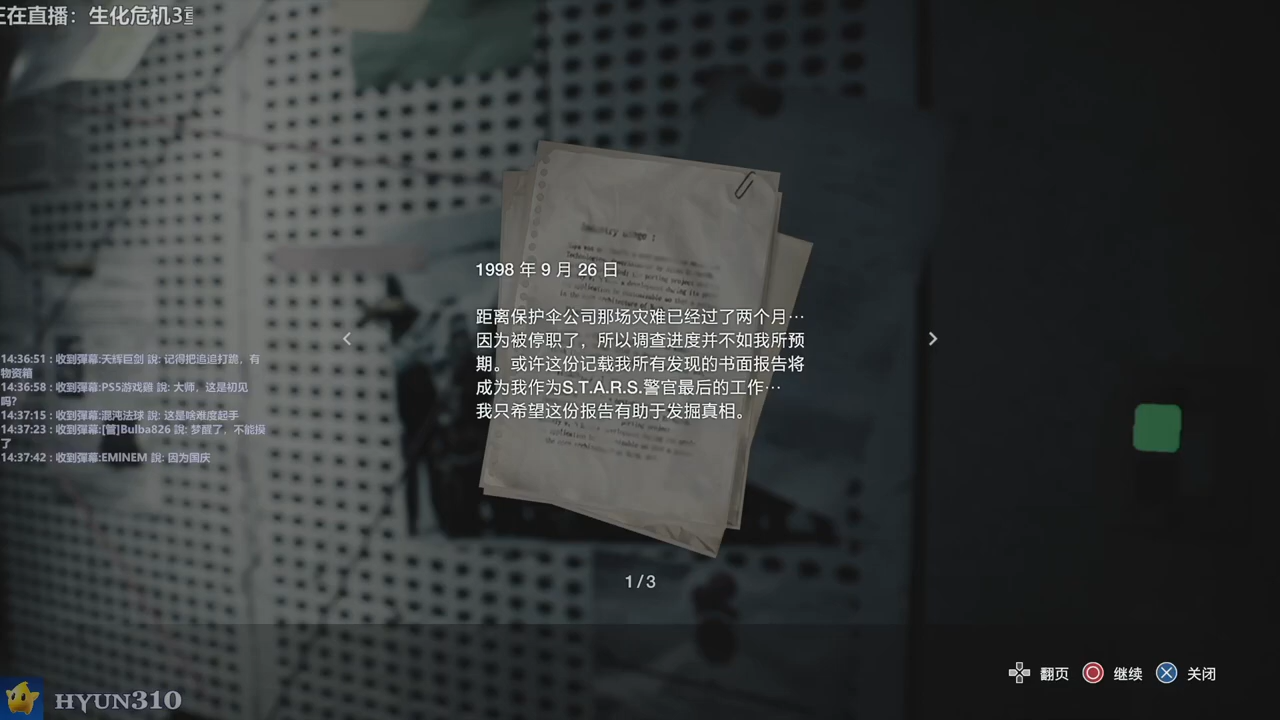 正在直播：生化危机3重
1998 年 9 月 26 日
距离保护伞公司那场灾难已经过了两个月…
因为被停职了，所以调查进度并不如我所预
期。或许这份记载我所有发现的书面报告将
成为我作为S.T.A.R.S.警官最后的工作…
我只希望这份报告有助于发掘真相。
14:36:51：收到彈幕:天辉巨剑 說: 记得把追追打跪，有
物资箱
14:36:58：收到彈幕:PS5游戏雞 說: 大师，这是初见
吗?
14:37:15：收到彈幕:混沌法球 說: 这是啥难度起手
14:37:23：收到彈幕:[管]Bulba826 說: 梦醒了，不能摸
了
14:37:42：收到彈幕:EMINEM 說: 因为国庆
1/3
翻页 继续 关闭
HYUN310